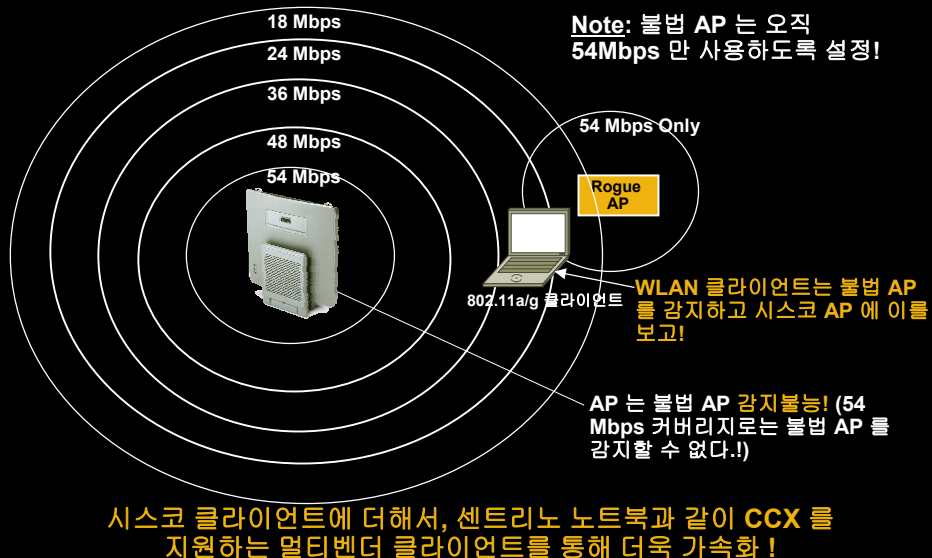 18 Mbps
24 Mbps
36 Mbps
48 Mbps
54 Mbps
Note: 불법 AP 는 오직
54Mbps 만 사용하도록 설정!
54 Mbps Only
Rogue
AP
802.11a/g 클라이언트
WLAN 클라이언트는 불법 AP
를 감지하고 시스코 AP 에 이를
보고!
AP 는 불법 AP 감지불능! (54
Mbps 커버리지로는 불법 AP 를
감지할 수 없다.!)
시스코 클라이언트에 더해서, 센트리노 노트북과 같이 CCX 를
지원하는 멀티벤더 클라이언트를 통해 더욱 가속화 !